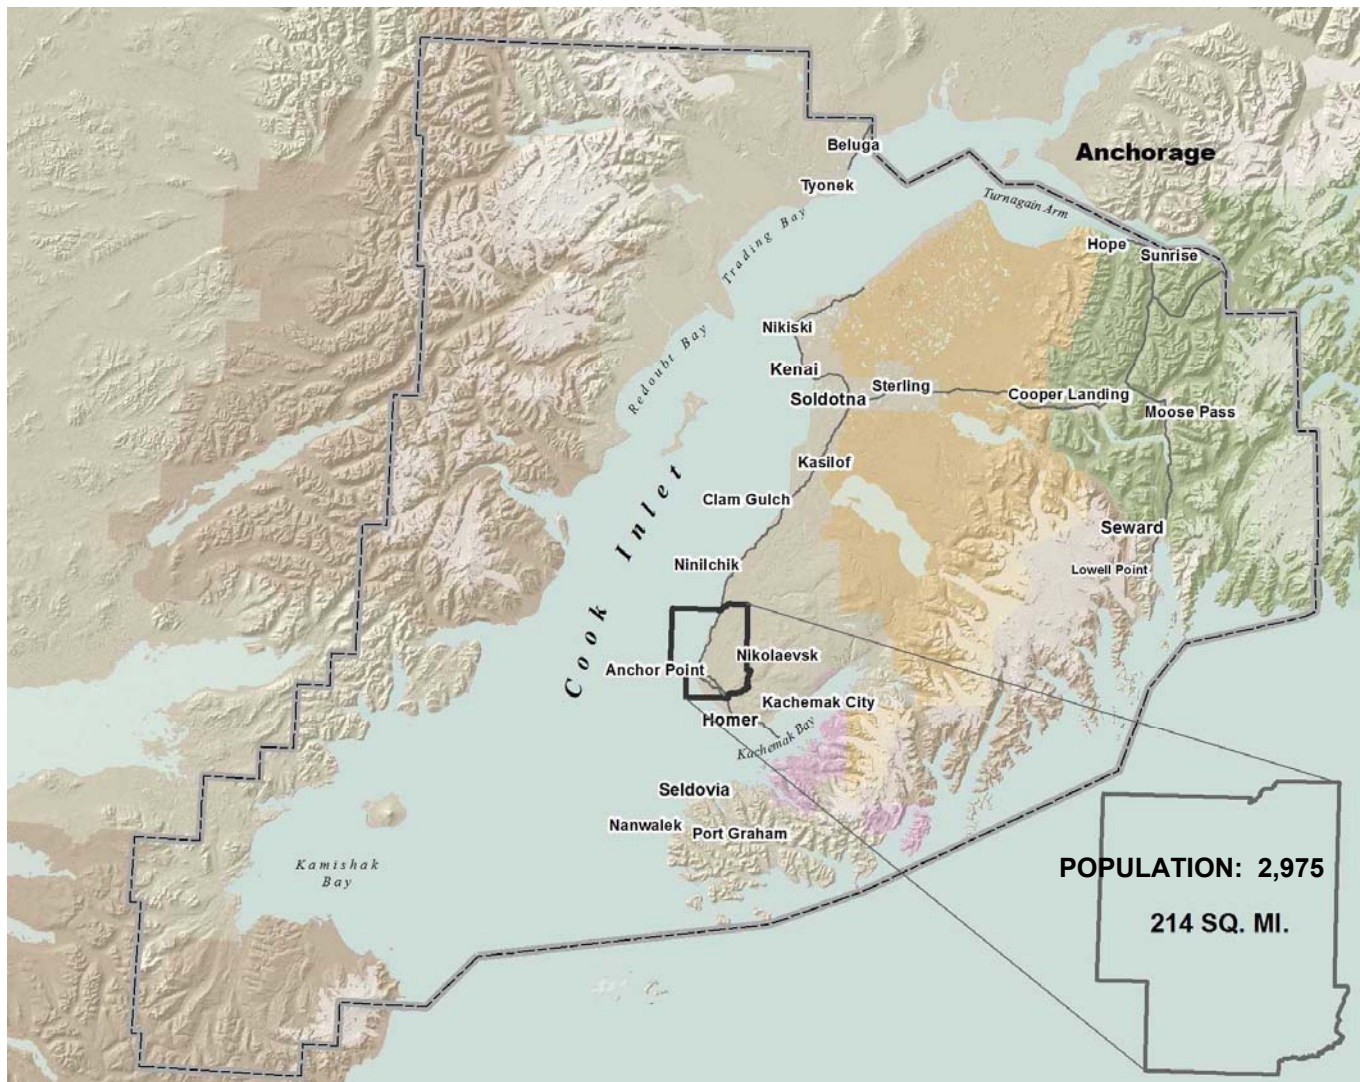 Beluga
Anchorage
Tyonek
Turnagain Arm
Trading Bay
Hope
Sunrise
Nikiski
Redoubt Bay
Kenai
Sterling
Soldotna
Cooper Landing
Moose Pass
Kasilof
Clam Gulch
Cook Inlet
Seward
Ninilchik
Lowell Point
Nikolaevsk
Anchor Point
Kachemak City
Homer
Kachemak Bay
Seldovia
Nanwalek
Port Graham
Kamishak
Bay
POPULATION: 2,975
214 SQ. MI.